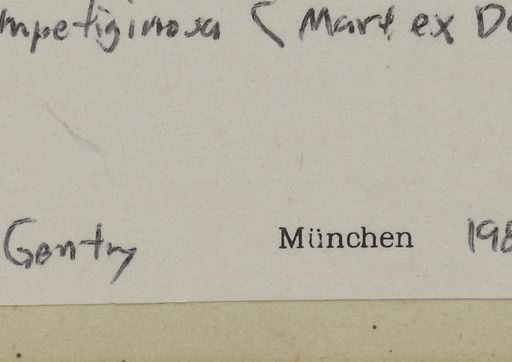 mpetiginosa (Mart ex D
Gentry München 198